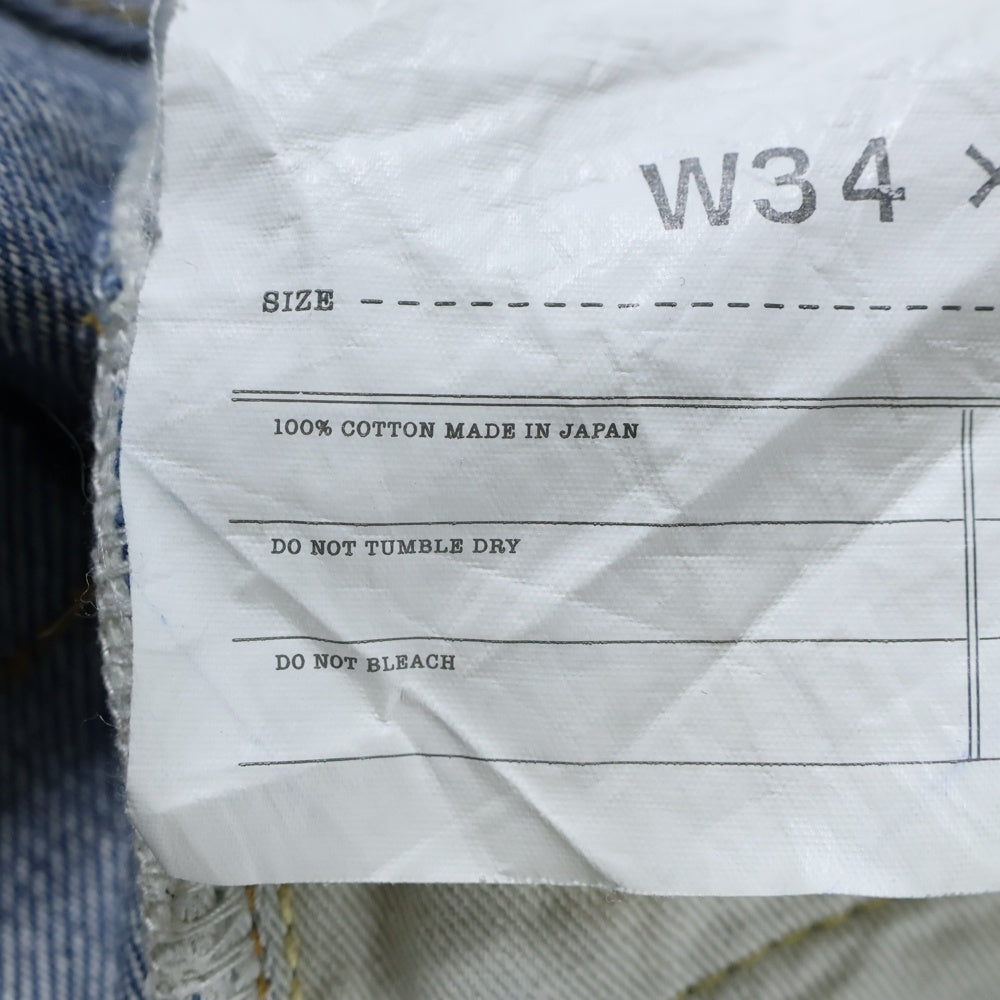 W34 ×
SIZE
100% COTTON MADE IN JAPAN
DO NOT TUMBLE DRY
DO NOT BLEACH